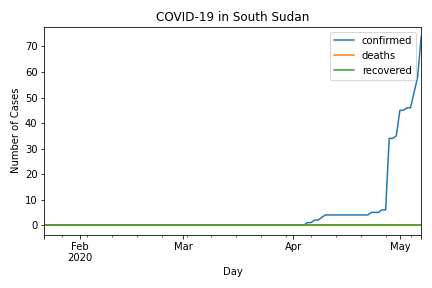 COVID-19 in South Sudan
confirmed
deaths
recovered
Number of Cases
70
60
50
40
30
20
10
0
Feb
2020
Mar
Apr
May
Day